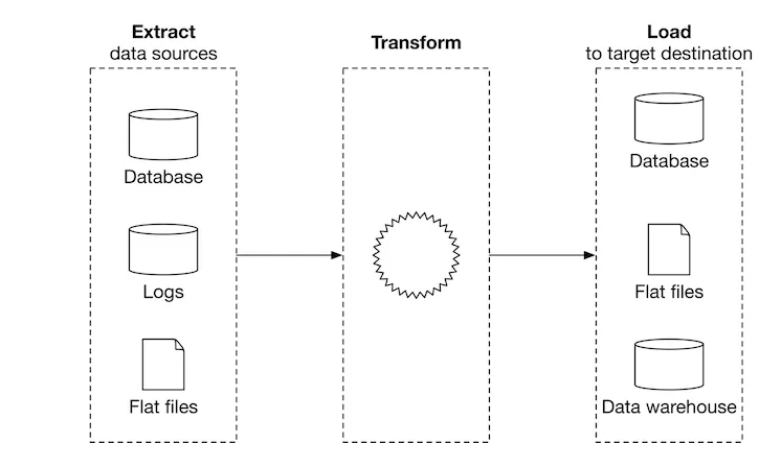 Extract
data sources
Database
Logs
Flat files
Transform
Load
to target destination
Database
Flat files
Data warehouse